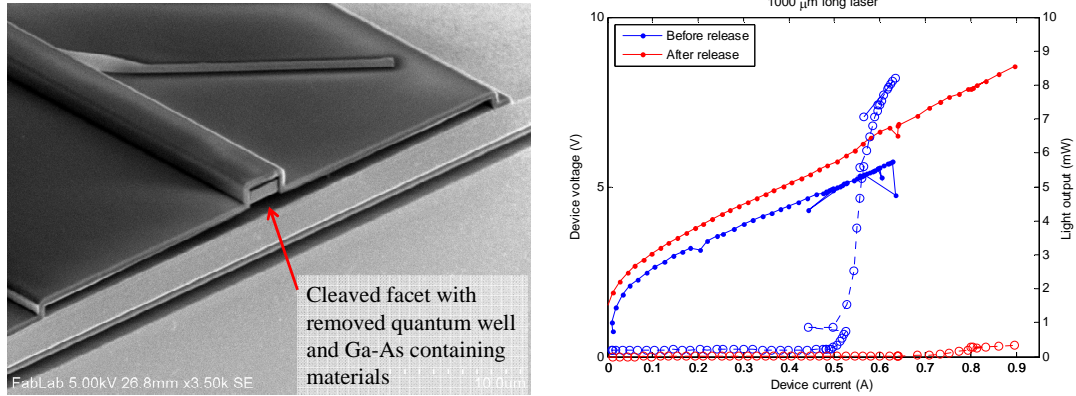 Cleaved facet with
removed quantum well
and Ga-As containing
materials
FabLab 5.00kV 26.8mm x3.50k SE
10.0um
1000 μm long laser
10
5
0
Device voltage (V)
Before release
After release
10
9
8
7
6
5
4
3
2
1
0
Light output (mW)
0 0.1 0.2 0.3 0.4 0.5 0.6 0.7 0.8 0.9 1
Device current (A)